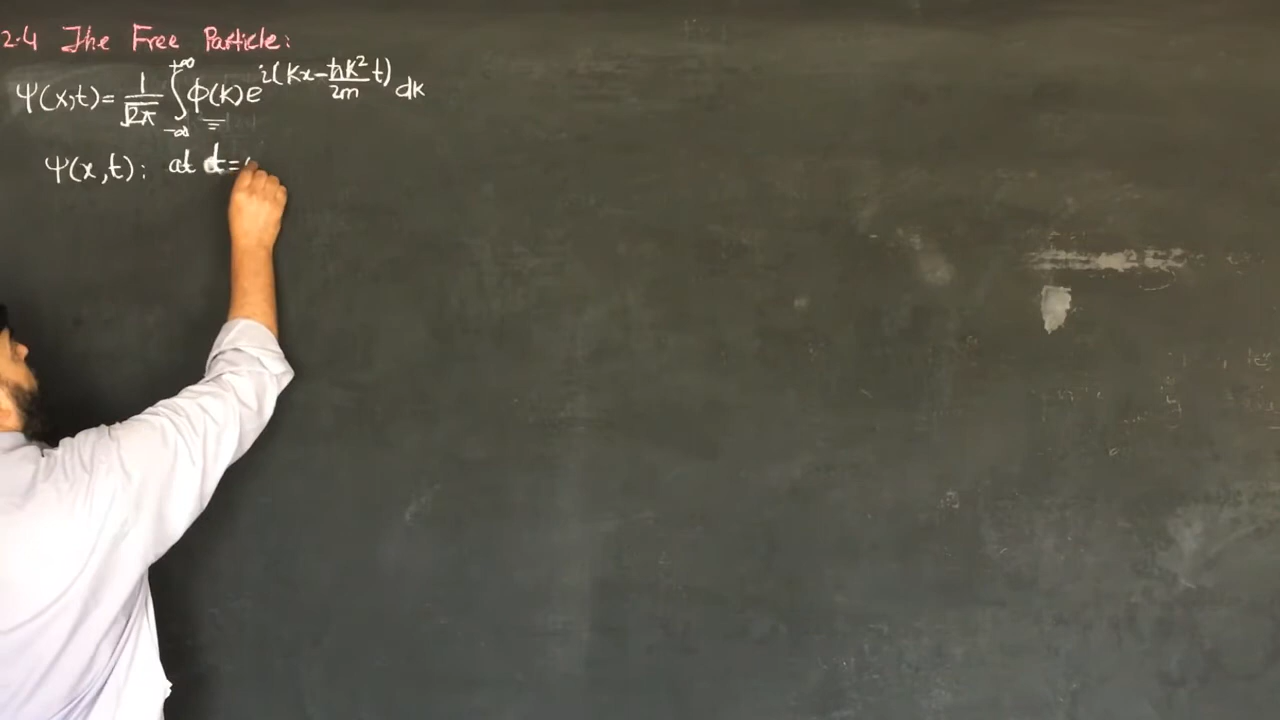 2.4 The Free Particle:
Ψ(x,t) = 1/√2π ∫_{-∞}^{+∞} ϕ(k) e^{i(kx - ħk²/2m t)} dk
Ψ(x,t): at t =